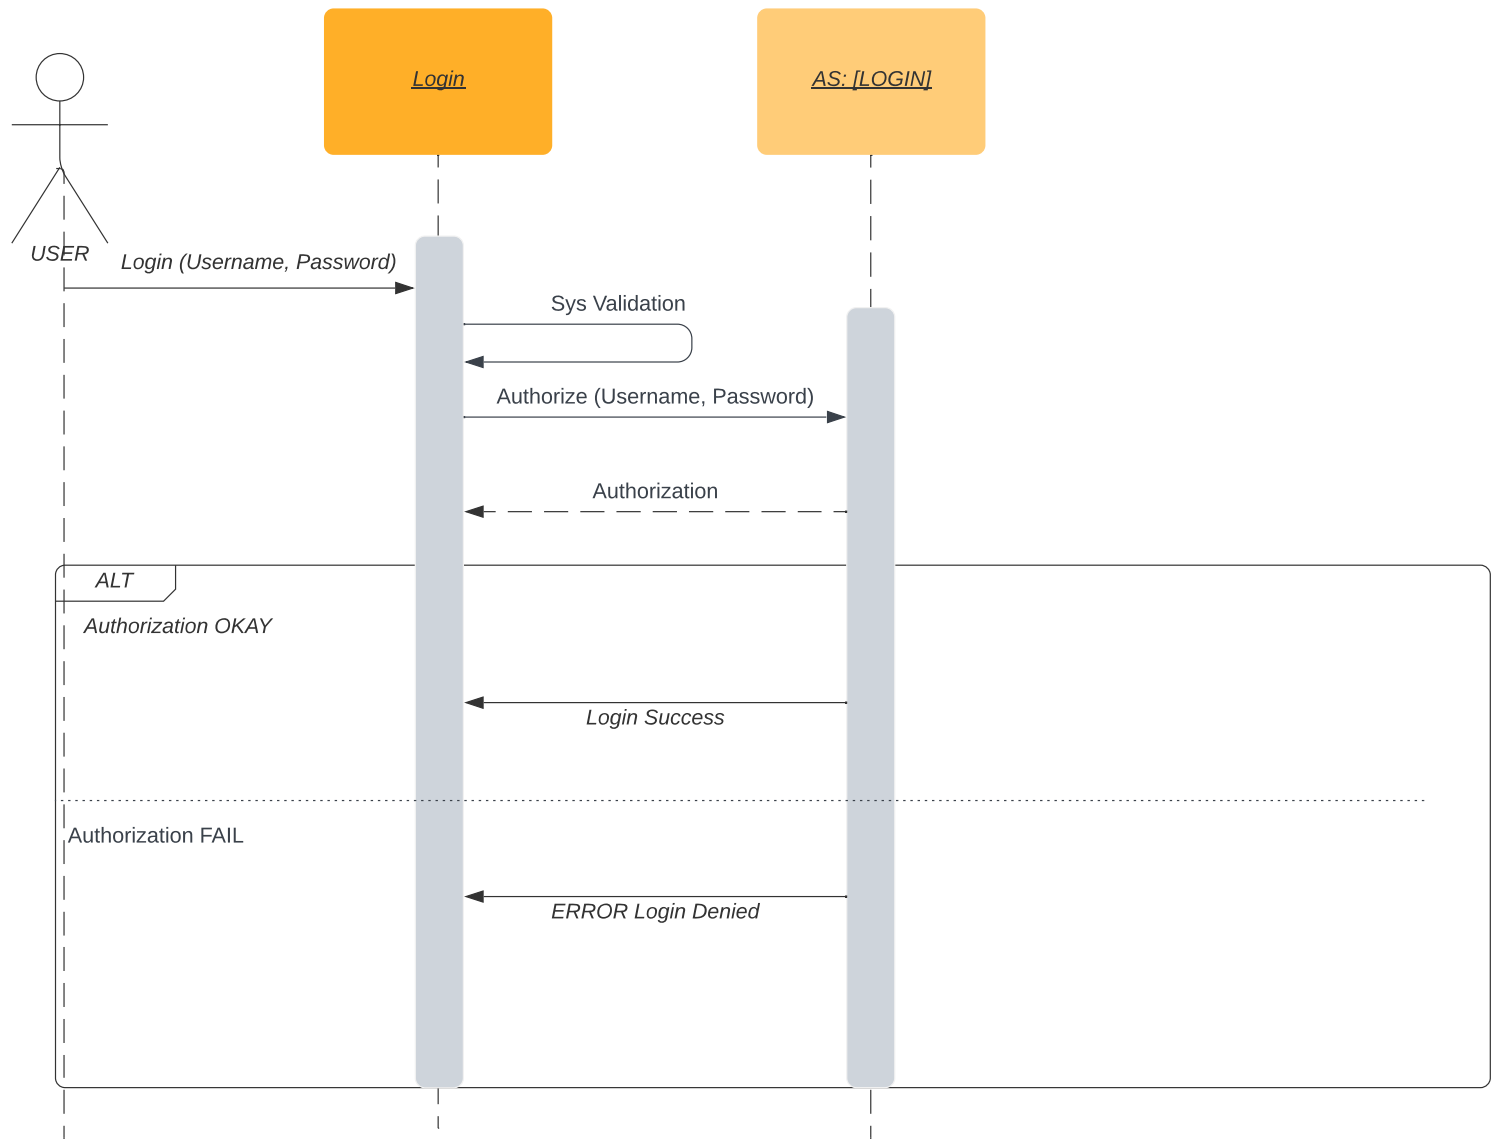 Login
AS: [LOGIN]
USER
Login (Username, Password)
Sys Validation
Authorize (Username, Password)
Authorization
ALT
Authorization OKAY
Login Success
Authorization FAIL
ERROR Login Denied